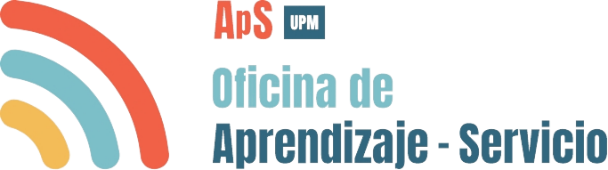 ApS UPM
Oficina de
Aprendizaje - Servicio